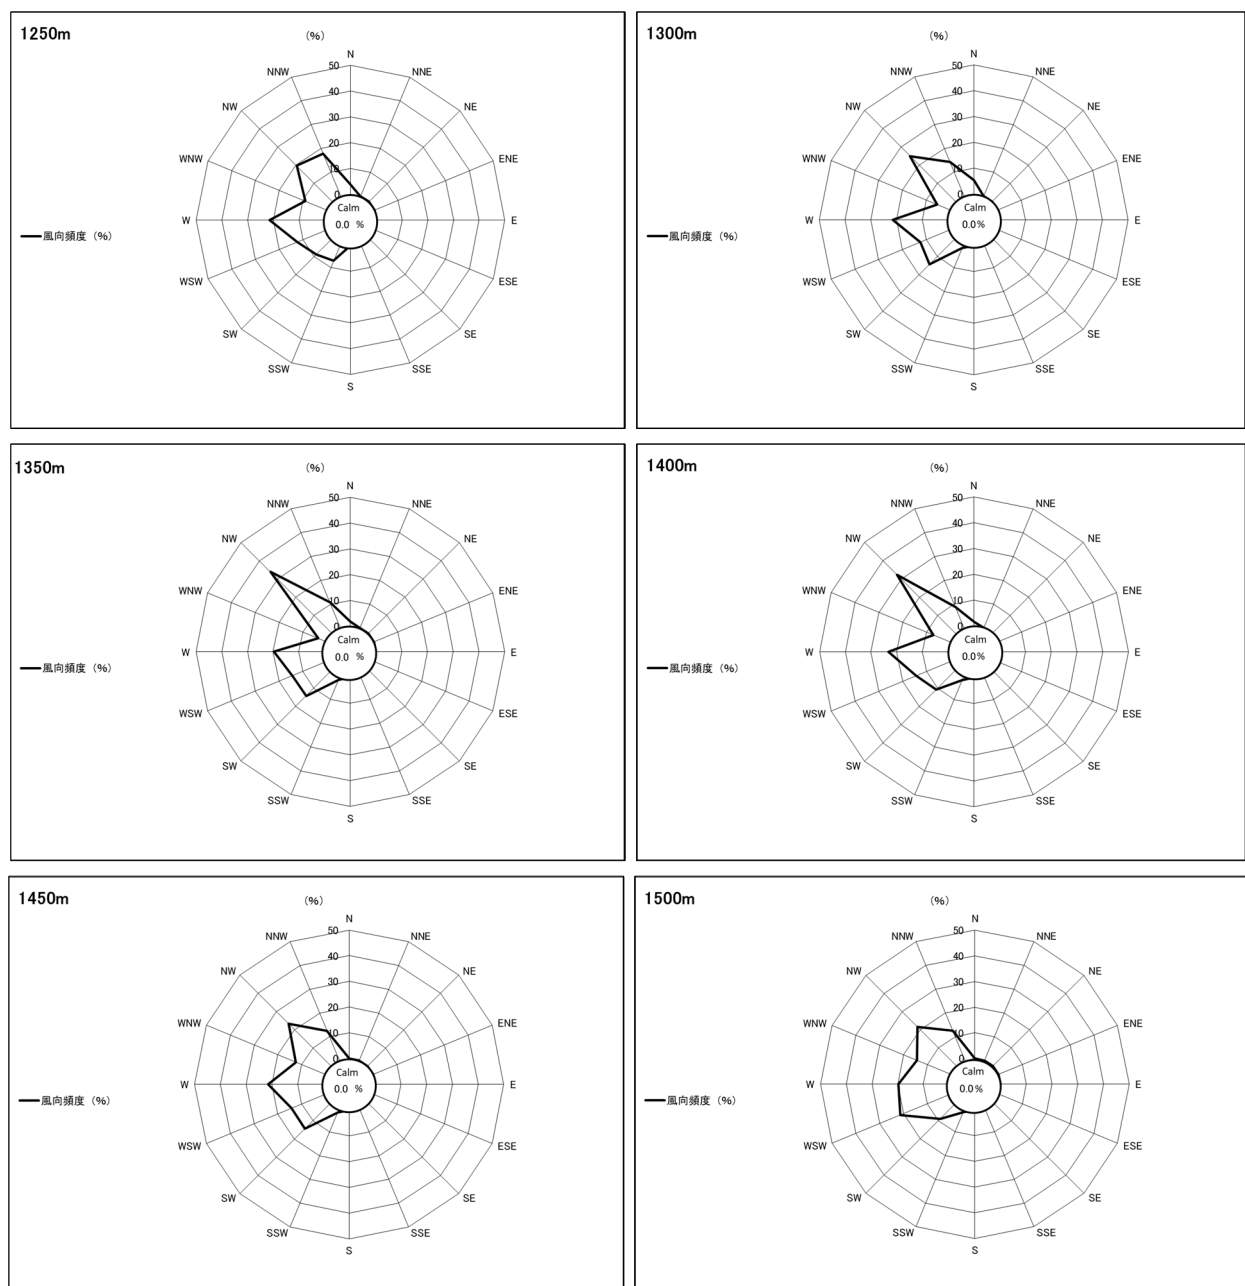 1250m
(%)
N
50
NNW
NNE
40
NW
NE
30
WNW
20
ENE
10
0
Calm
W
0.0 %
E
風向頻度 (%)
WSW
ESE
SW
SE
SSW
SSE
S
1300m
(%)
N
50
NNW
NNE
40
NW
NE
30
WNW
20
ENE
10
0
Calm
W
0.0%
E
風向頻度 (%)
WSW
ESE
SW
SE
SSW
SSE
S
1350m
(%)
N
50
NNW
NNE
40
NW
NE
30
WNW
20
ENE
10
0
Calm
W
0.0 %
E
風向頻度 (%)
WSW
ESE
SW
SE
SSW
SSE
S
1400m
(%)
N
50
NNW
NNE
40
NW
NE
30
WNW
20
ENE
10
0
Calm
W
0.0%
E
風向頻度 (%)
WSW
ESE
SW
SE
SSW
SSE
S
1450m
(%)
N
50
NNW
NNE
40
NW
NE
30
WNW
20
ENE
10
0
Calm
W
0.0 %
E
風向頻度 (%)
WSW
ESE
SW
SE
SSW
SSE
S
1500m
(%)
N
50
NNW
NNE
40
NW
NE
30
WNW
20
ENE
10
0
Calm
W
0.0%
E
風向頻度 (%)
WSW
ESE
SW
SE
SSW
SSE
S